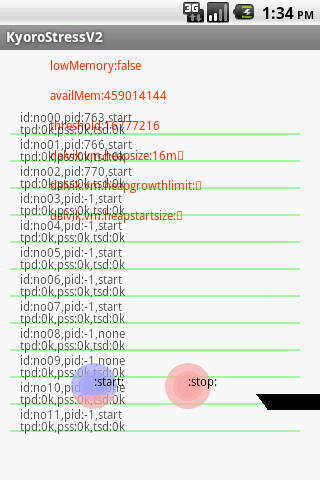 3G 1:34 PM
KyoroStressV2
lowMemory:false
availMem:459014144
id:no00,pid:763,start
threshold:16777216
tpd:0k,pss:0k,tsd:0k
id:no01,pid:766,start
dalvik.vm.heapsize:16m
tpd:0k,pss:0k,tsd:0k
id:no02,pid:770,start
dalvik.vm.heapgrowthlimit:
tpd:0k,pss:0k,tsd:0k
id:no03,pid:-1,start
tpd:0k,pss:0k,tsd:0k
dalvik.vm.heapstartsize:
id:no04,pid:-1,start
tpd:0k,pss:0k,tsd:0k
id:no05,pid:-1,start
tpd:0k,pss:0k,tsd:0k
id:no06,pid:-1,start
tpd:0k,pss:0k,tsd:0k
id:no07,pid:-1,start
tpd:0k,pss:0k,tsd:0k
id:no08,pid:-1,none
tpd:0k,pss:0k,tsd:0k
id:no09,pid:-1,none
tpd:0k,pss:0k,tsd:0k
:start: :stop:
id:no10,pid:-1,none
tpd:0k,pss:0k,tsd:0k
id:no11,pid:-1,start
tpd:0k,pss:0k,tsd:0k